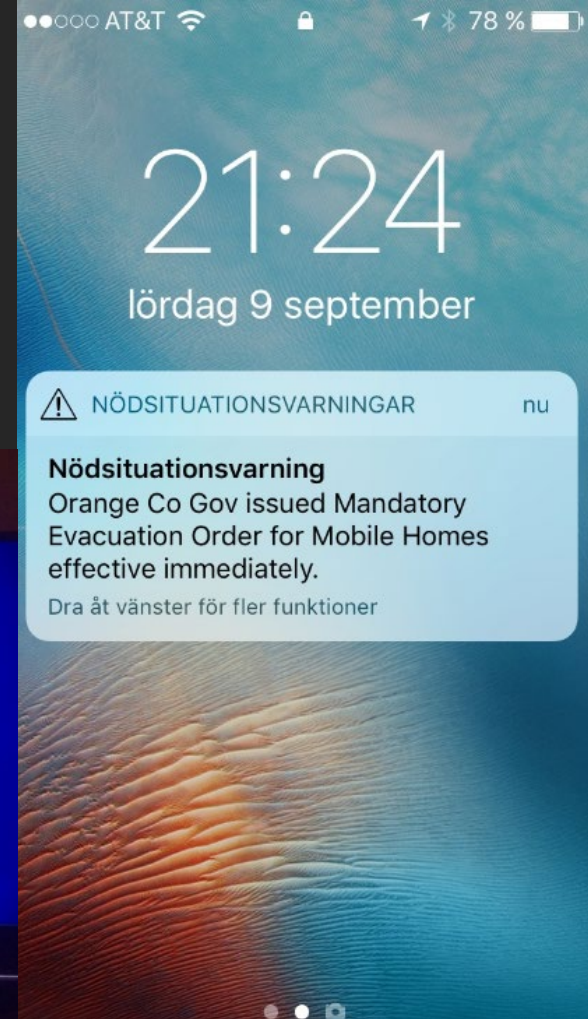 AT&T 78 %
21:24
lördag 9 september
NÖDSITUATIONSVARNINGAR nu
Nödsituationsvarning
Orange Co Gov issued Mandatory
Evacuation Order for Mobile Homes
effective immediately.
Dra åt vänster för fler funktioner